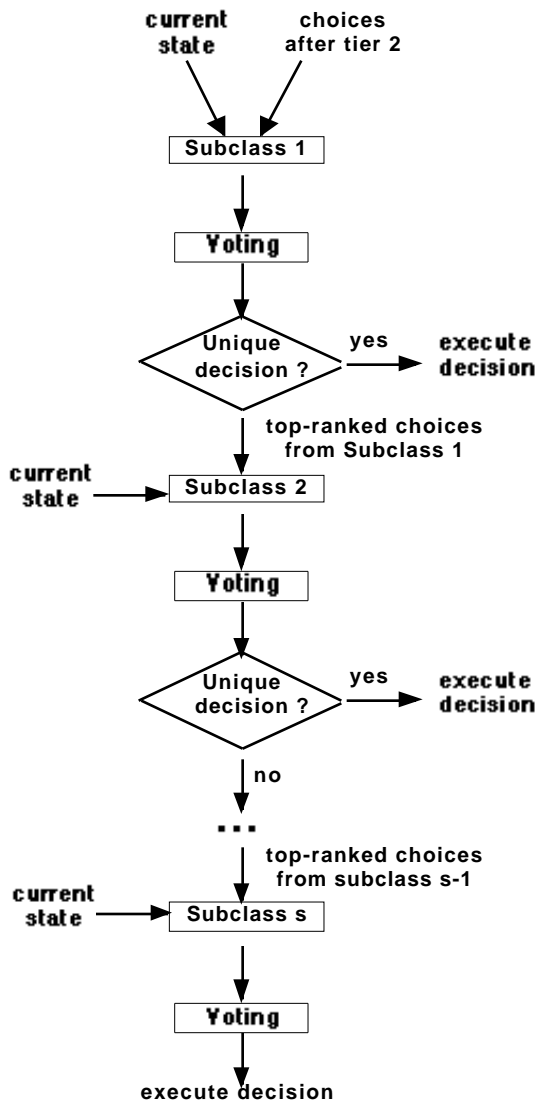 current
state
choices
after tier 2
Subclass 1
Voting
Unique
decision ?
yes
execute
decision
top-ranked choices
from Subclass 1
current
state
Subclass 2
Voting
Unique
decision ?
yes
execute
decision
no
...
top-ranked choices
from subclass s-1
current
state
Subclass s
Voting
execute decision